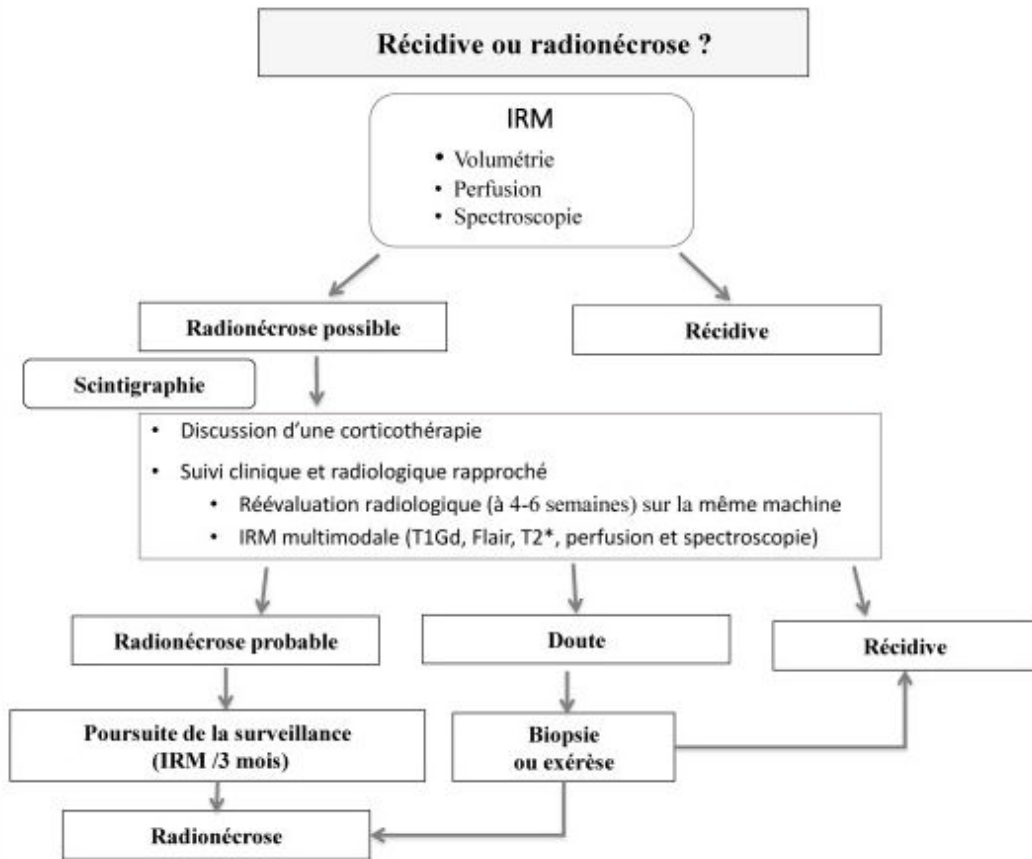 Récidive ou radionécrose ?
IRM
• Volumétrie
• Perfusion
• Spectroscopie
Radionécrose possible
Récidive
Scintigraphie
• Discussion d'une corticothérapie
• Suivi clinique et radiologique rapproché
• Réévaluation radiologique (à 4-6 semaines) sur la même machine
• IRM multimodale (T1Gd, Flair, T2*, perfusion et spectroscopie)
Radionécrose probable
Doute
Récidive
Poursuite de la surveillance
(IRM /3 mois)
Biopsie
ou exérèse
Radionécrose